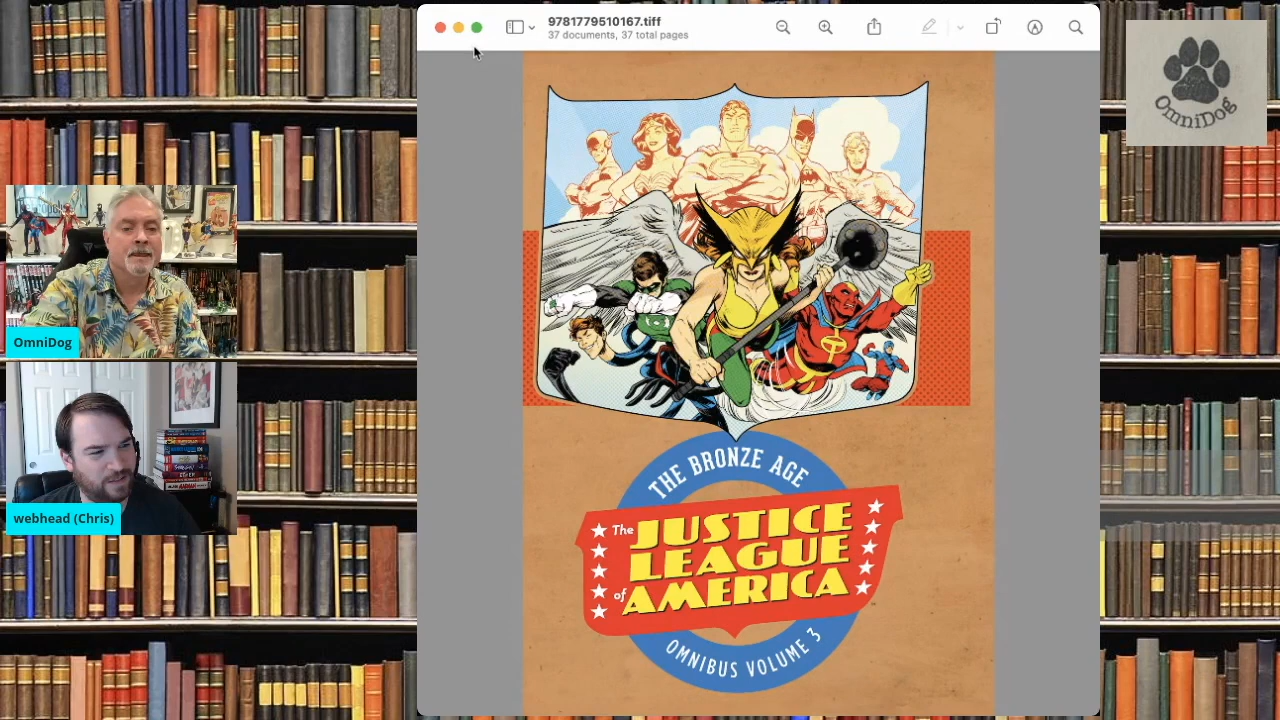 9781779510167.tiff
37 documents, 37 total pages
OmniDog
OmniDog
webhead (Chris)
THE BRONZE AGE
The JUSTICE
LEAGUE
of AMERICA
OMNIBUS VOLUME 3